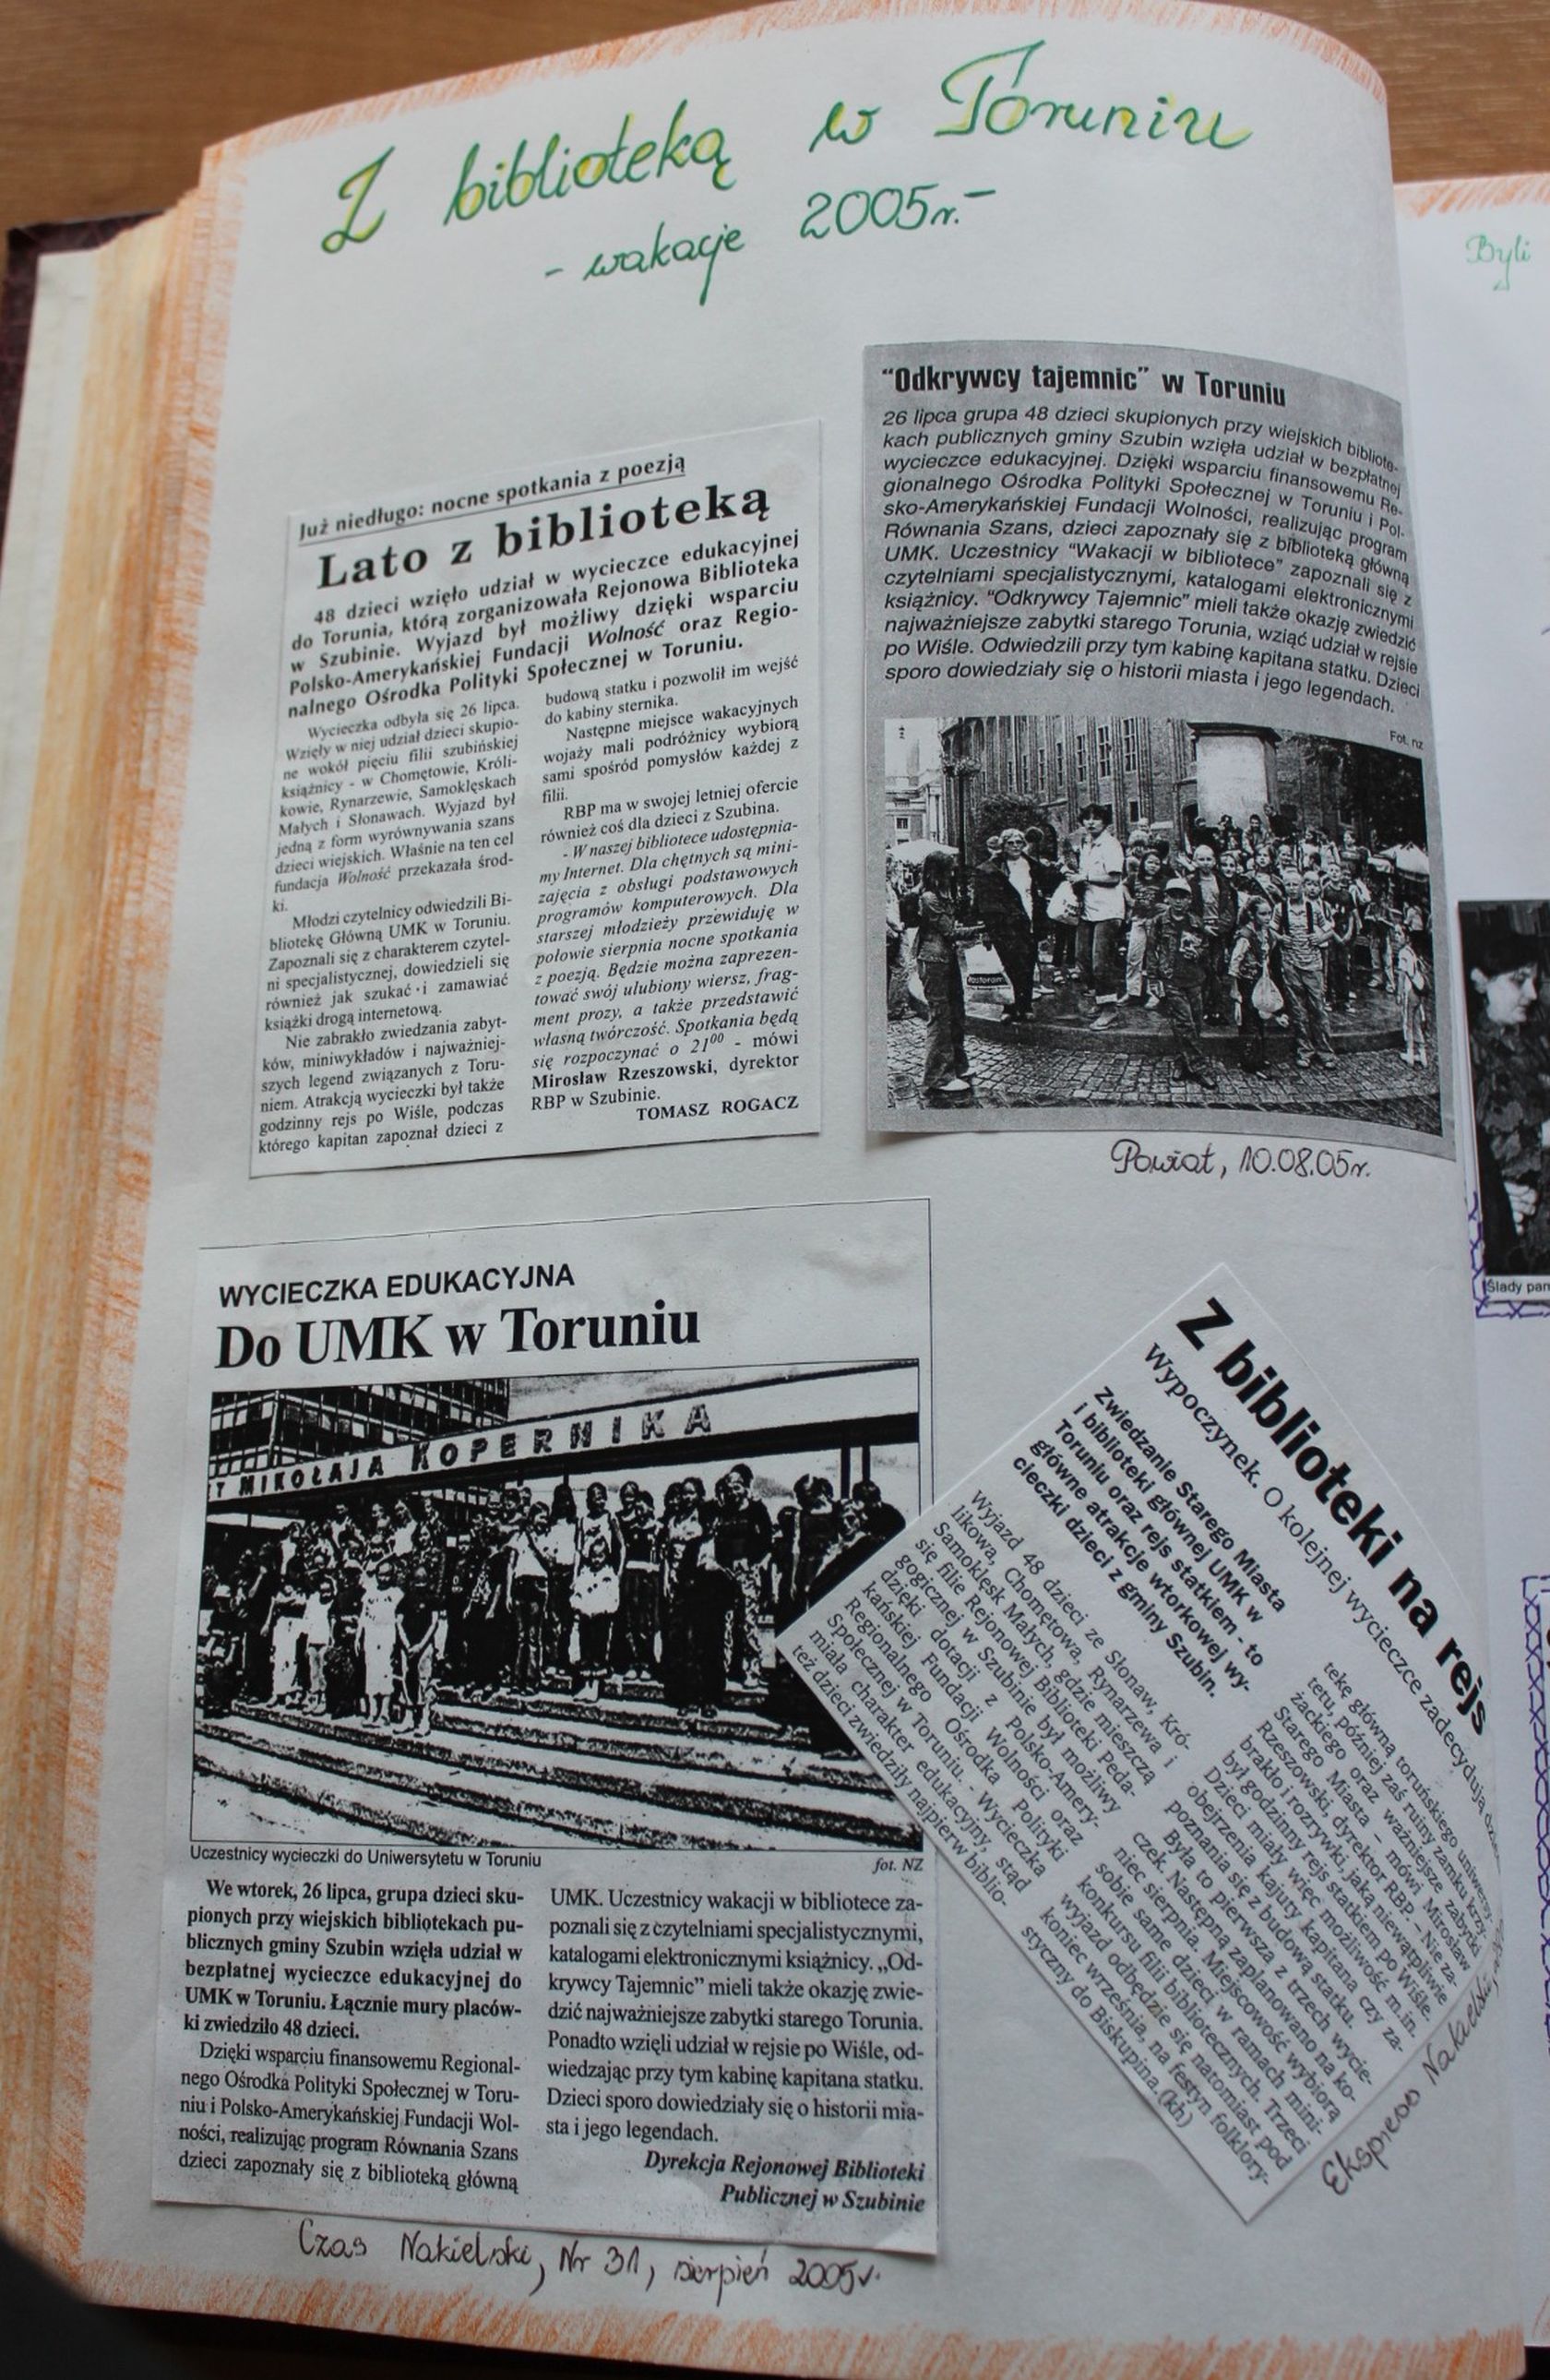 Z biblioteką w Toruniu
- wakacje 2005r. -
Już niedługo: nocne spotkania z poezją
Lato z biblioteką
48 dzieci wzięło udział w wycieczce edukacyjnej
do Torunia, którą zorganizowała Rejonowa Biblioteka
w Szubinie. Wyjazd był możliwy dzięki wsparciu
Polsko-Amerykańskiej Fundacji Wolność oraz Regio-
nalnego Ośrodka Polityki Społecznej w Toruniu.
Wycieczka odbyła się 26 lipca.
Wzięły w niej udział dzieci skupio-
ne wokół pięciu filii szubińskiej
książnicy - w Chomętowie, Króli-
kowie, Rynarzewie, Samoklęskach
Małych i Słonawach. Wyjazd był
jedną z form wyrównywania szans
dzieci wiejskich. Właśnie na ten cel
fundacja Wolność przekazała środ-
ki.
Młodzi czytelnicy odwiedzili Bi-
bliotekę Główną UMK w Toruniu.
Zapoznali się z charakterem czytel-
ni specjalistycznej, dowiedzieli się
również jak szukać i zamawiać
książki drogą internetową.
Nie zabrakło zwiedzania zabyt-
ków, miniwykładów i najważniej-
szych legend związanych z Toru-
niem. Atrakcją wycieczki był także
godzinny rejs po Wiśle, podczas
którego kapitan zapoznał dzieci z
budową statku i pozwolił im wejść
do kabiny sternika.
Następne miejsce wakacyjnych
wojaży mali podróżnicy wybiorą
sami spośród pomysłów każdej z
filii.
RBP ma w swojej letniej ofercie
również coś dla dzieci z Szubina.
- W naszej bibliotece udostępnia-
my Internet. Dla chętnych są mini-
zajęcia z obsługi podstawowych
programów komputerowych. Dla
starszej młodzieży przewiduję w
połowie sierpnia nocne spotkania
z poezją. Będzie można zaprezen-
tować swój ulubiony wiersz, frag-
ment prozy, a także przedstawić
własną twórczość. Spotkania będą
się rozpoczynać o 21⁰⁰ - mówi
Mirosław Rzeszowski, dyrektor
RBP w Szubinie.
TOMASZ ROGACZ
"Odkrywcy tajemnic" w Toruniu
26 lipca grupa 48 dzieci skupionych przy wiejskich bibliote-
kach publicznych gminy Szubin wzięła udział w bezpłatnej
wycieczce edukacyjnej. Dzięki wsparciu finansowemu Re-
gionalnego Ośrodka Polityki Społecznej w Toruniu i Pol-
sko-Amerykańskiej Fundacji Wolności, realizując program
Równania Szans, dzieci zapoznały się z biblioteką główną
UMK. Uczestnicy "Wakacji w bibliotece" zapoznali się z
czytelniami specjalistycznymi, katalogami elektronicznymi
książnicy. "Odkrywcy Tajemnic" mieli także okazję zwiedzić
najważniejsze zabytki starego Torunia, wziąć udział w rejsie
po Wiśle. Odwiedzili przy tym kabinę kapitana statku. Dzieci
sporo dowiedziały się o historii miasta i jego legendach.
Fot. nz
Powiat, 10.08.05r.
WYCIECZKA EDUKACYJNA
Do UMK w Toruniu
T MIKOŁAJA KOPERNIKA
Uczestnicy wycieczki do Uniwersytetu w Toruniu
fot. NZ
We wtorek, 26 lipca, grupa dzieci sku-
pionych przy wiejskich bibliotekach pu-
blicznych gminy Szubin wzięła udział w
bezpłatnej wycieczce edukacyjnej do
UMK w Toruniu. Łącznie mury placów-
ki zwiedziło 48 dzieci.
Dzięki wsparciu finansowemu Regional-
nego Ośrodka Polityki Społecznej w Toru-
niu i Polsko-Amerykańskiej Fundacji Wol-
ności, realizując program Równania Szans
dzieci zapoznały się z biblioteką główną
UMK. Uczestnicy wakacji w bibliotece za-
poznali się z czytelniami specjalistycznymi,
katalogami elektronicznymi książnicy. „Od-
krywcy Tajemnic” mieli także okazję zwie-
dzić najważniejsze zabytki starego Torunia.
Ponadto wzięli udział w rejsie po Wiśle, od-
wiedzając przy tym kabinę kapitana statku.
Dzieci sporo dowiedziały się o historii mia-
sta i jego legendach.
Dyrekcja Rejonowej Biblioteki
Publicznej w Szubinie
Czas Nakielski, Nr 31, sierpień 2005r.
Z biblioteki na rejs
Wypoczynek. O kolejnej wycieczce zadecydują
Zwiedzanie Starego Miasta
i biblioteki głównej UMK w
Toruniu oraz rejs statkiem - to
główne atrakcje wtorkowej wy-
cieczki dzieci z gminy Szubin.
Wyjazd 48 dzieci ze Słonaw, Kró-
likowa, Chomętowa, Rynarzewa i
Samoklęsk Małych, gdzie mieszczą
się filie Rejonowej Biblioteki Peda-
gogicznej w Szubinie był możliwy
dzięki dotacji z Polsko-Amery-
kańskiej Fundacji Wolności oraz
Regionalnego Ośrodka Polityki
Społecznej w Toruniu. - Wycieczka
miała charakter edukacyjny, stąd
też dzieci zwiedziły najpierw biblio-
tekę główną toruńskiego uniwersy-
tetu, później zaś ruiny zamku krzy-
żackiego oraz ważniejsze zabytki
Starego Miasta – mówi Mirosław
Rzeszowski, dyrektor RBP. – Nie za-
brakło i rozrywki, jaką niewątpliwie
był godzinny rejs statkiem po Wiśle.
Dzieci miały więc możliwość m.in.
obejrzenia kajuty kapitana czy za-
poznania się z budową statku.
Była to pierwsza z trzech wycie-
czek. Następną zaplanowano na ko-
niec sierpnia. Miejscowość wybiorą
sobie same dzieci w ramach mini-
konkursu filii bibliotecznych. Trzeci
wyjazd odbędzie się natomiast pod
koniec września, na festyn folklory-
styczny do Biskupina. (kh)
Ekspress Nakielski
Byli
Ślady pan